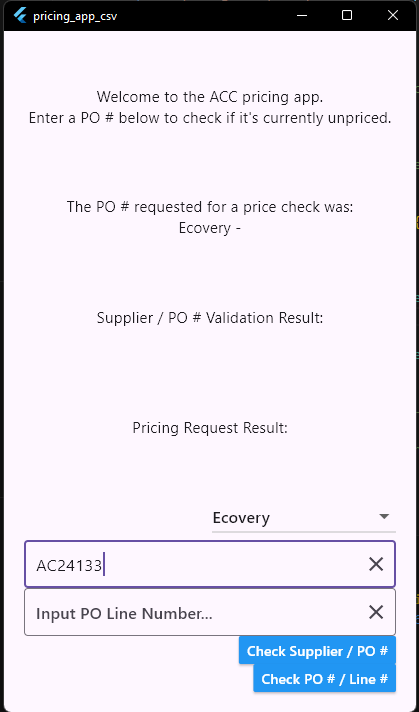 pricing_app_csv
Welcome to the ACC pricing app.
Enter a PO # below to check if it's currently unpriced.
The PO # requested for a price check was:
Ecovery -
Supplier / PO # Validation Result:
Pricing Request Result:
Ecovery
AC24133
Input PO Line Number...
Check Supplier / PO #
Check PO # / Line #